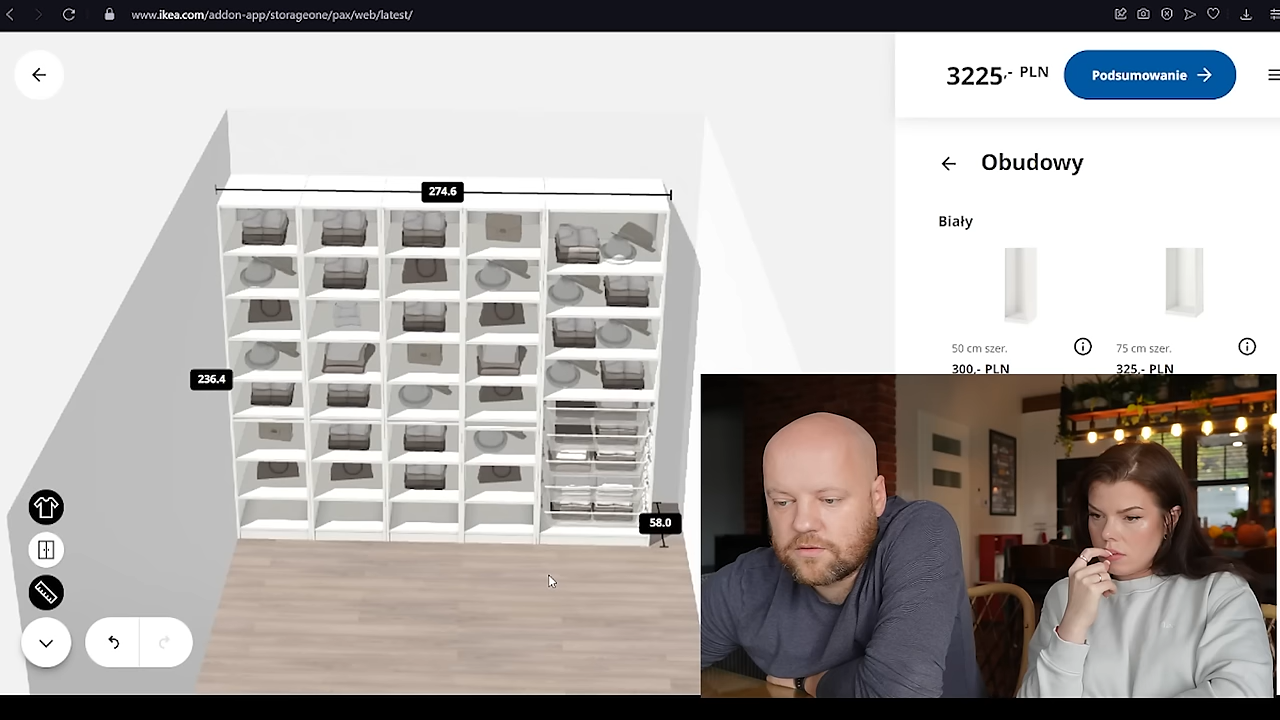 www.ikea.com/addon-app/storageone/pax/web/latest/
3225,- PLN
Podsumowanie
Obudowy
Biały
274.6
236.4
58.0
50 cm szer.
75 cm szer.
300,- PLN
325,- PLN